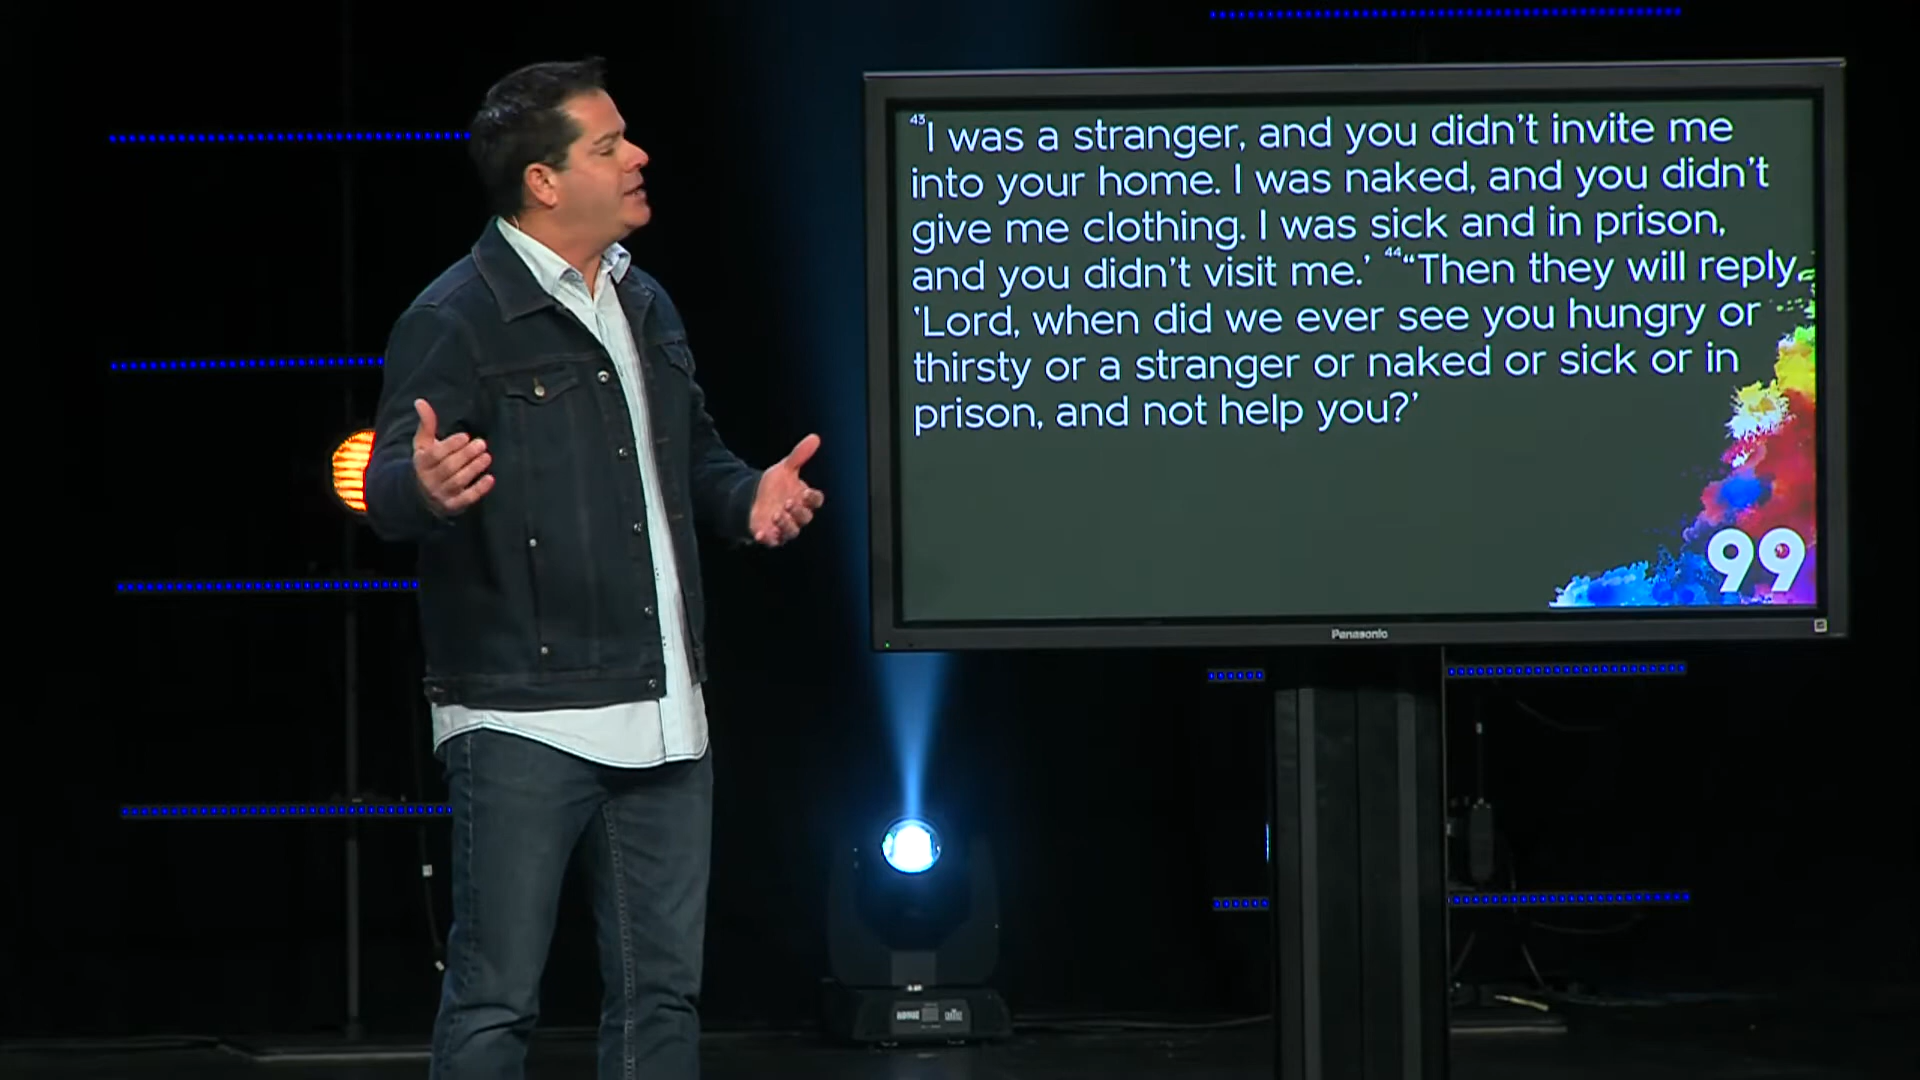 43I was a stranger, and you didn't invite me
into your home. I was naked, and you didn't
give me clothing. I was sick and in prison,
and you didn't visit me.' 44“Then they will reply,
‘Lord, when did we ever see you hungry or
thirsty or a stranger or naked or sick or in
prison, and not help you?’
99
Panasonic